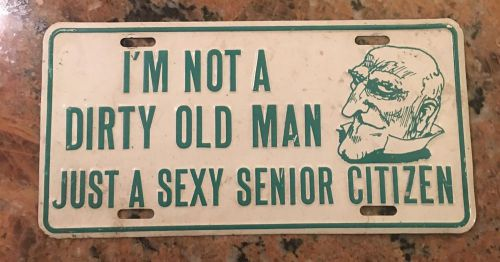 I'M NOT A
DIRTY OLD MAN
JUST A SEXY SENIOR CITIZEN